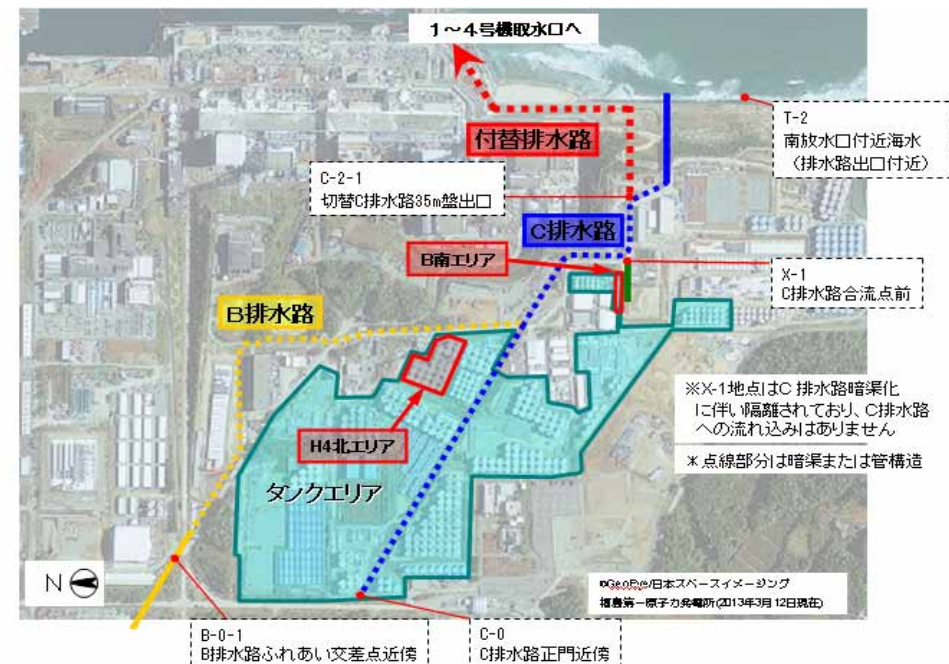 1~4号機取水口へ
T-2
南放水口付近海水
(排水路出口付近)
付替排水路
C-2-1
切替C排水路35m盤出口
C排水路
B南エリア
X-1
C排水路合流点前
B排水路
※X-1地点はC排水路暗渠化
に伴い隔離されており、C排水路
への流れ込みはありません
*点線部分は暗渠または管構造
H4北エリア
タンクエリア
N
©GeoEye/日本スペースイメージング
福島第一原子力発電所(2013年3月12日現在)
B-0-1
B排水路ふれあい交差点近傍
C-0
C排水路正門近傍